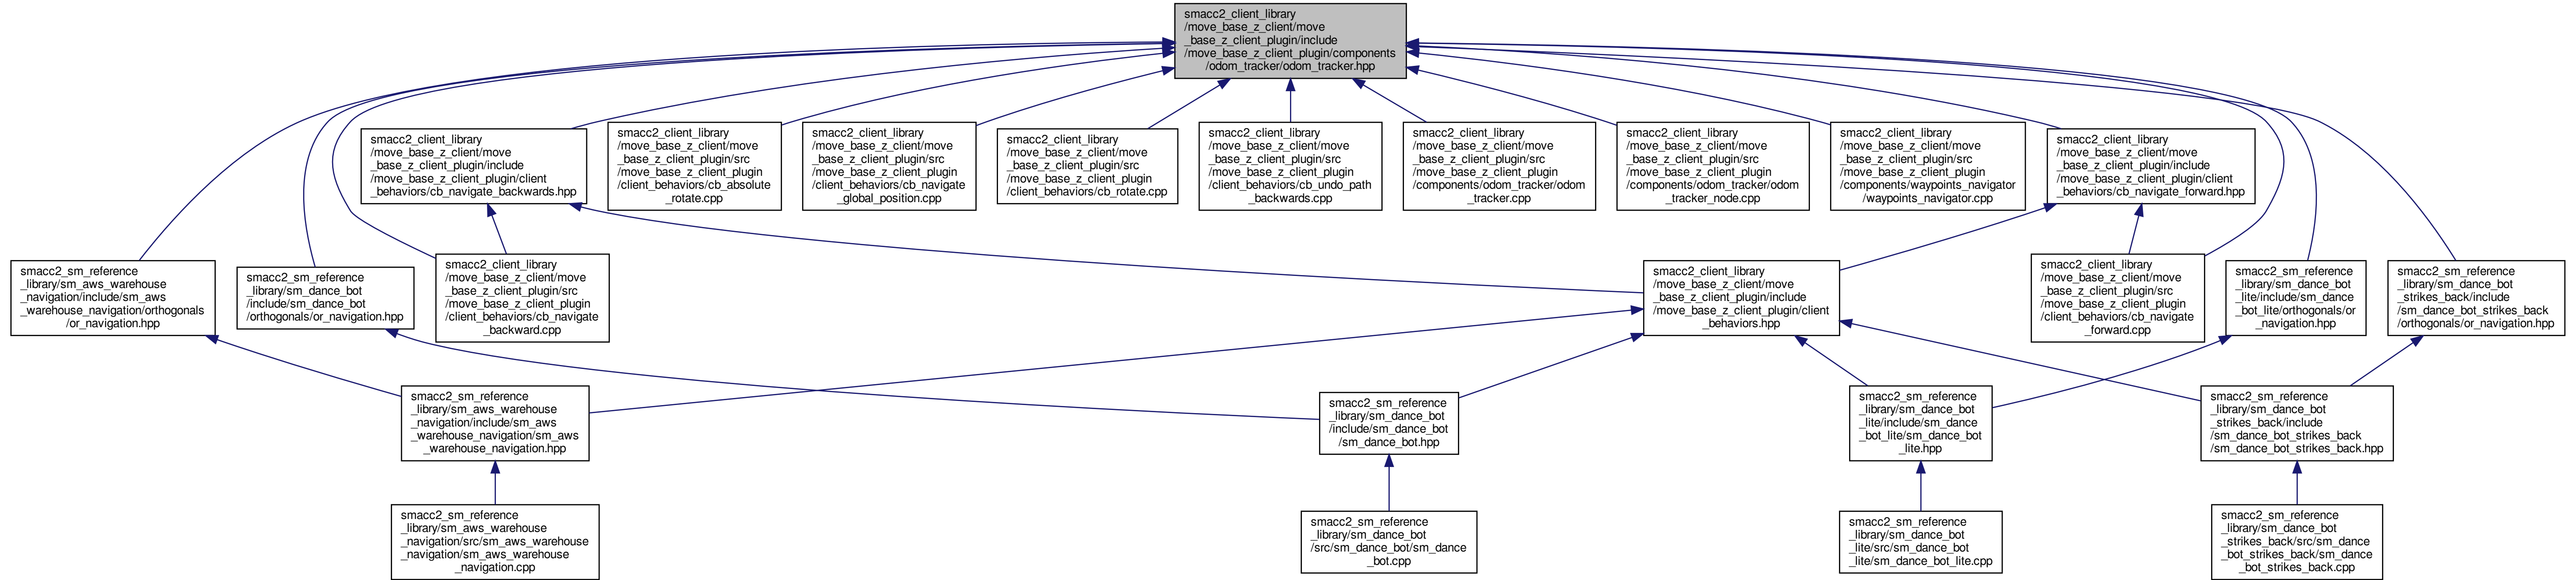 smacc2_client_library
/move_base_z_client/move
_base_z_client_plugin/include
/move_base_z_client_plugin/components
/odom_tracker/odom_tracker.hpp
smacc2_client_library
/move_base_z_client/move
_base_z_client_plugin/include
/move_base_z_client_plugin/client
_behaviors/cb_navigate_backwards.hpp
smacc2_client_library
/move_base_z_client/move
_base_z_client_plugin/src
/move_base_z_client_plugin
/client_behaviors/cb_absolute
_rotate.cpp
smacc2_client_library
/move_base_z_client/move
_base_z_client_plugin/src
/move_base_z_client_plugin
/client_behaviors/cb_navigate
_global_position.cpp
smacc2_client_library
/move_base_z_client/move
_base_z_client_plugin/src
/move_base_z_client_plugin
/client_behaviors/cb_rotate.cpp
smacc2_client_library
/move_base_z_client/move
_base_z_client_plugin/src
/move_base_z_client_plugin
/client_behaviors/cb_undo_path
_backwards.cpp
smacc2_client_library
/move_base_z_client/move
_base_z_client_plugin/src
/move_base_z_client_plugin
/components/odom_tracker/odom
_tracker.cpp
smacc2_client_library
/move_base_z_client/move
_base_z_client_plugin/src
/move_base_z_client_plugin
/components/odom_tracker/odom
_tracker_node.cpp
smacc2_client_library
/move_base_z_client/move
_base_z_client_plugin/src
/move_base_z_client_plugin
/components/waypoints_navigator
/waypoints_navigator.cpp
smacc2_client_library
/move_base_z_client/move
_base_z_client_plugin/include
/move_base_z_client_plugin/client
_behaviors/cb_navigate_forward.hpp
smacc2_sm_reference
_library/sm_aws_warehouse
_navigation/include/sm_aws
_warehouse_navigation/orthogonals
/or_navigation.hpp
smacc2_sm_reference
_library/sm_dance_bot
/include/sm_dance_bot
/orthogonals/or_navigation.hpp
smacc2_client_library
/move_base_z_client/move
_base_z_client_plugin/src
/move_base_z_client_plugin
/client_behaviors/cb_navigate
_backward.cpp
smacc2_client_library
/move_base_z_client/move
_base_z_client_plugin/include
/move_base_z_client_plugin/client
_behaviors.hpp
smacc2_client_library
/move_base_z_client/move
_base_z_client_plugin/src
/move_base_z_client_plugin
/client_behaviors/cb_navigate
_forward.cpp
smacc2_sm_reference
_library/sm_dance_bot
_lite/include/sm_dance
_bot_lite/orthogonals/or
_navigation.hpp
smacc2_sm_reference
_library/sm_dance_bot
_strikes_back/include
/sm_dance_bot_strikes_back
/orthogonals/or_navigation.hpp
smacc2_sm_reference
_library/sm_aws_warehouse
_navigation/include/sm_aws
_warehouse_navigation/sm_aws
_warehouse_navigation.hpp
smacc2_sm_reference
_library/sm_dance_bot
/include/sm_dance_bot
/sm_dance_bot.hpp
smacc2_sm_reference
_library/sm_dance_bot
_lite/include/sm_dance
_bot_lite/sm_dance_bot
_lite.hpp
smacc2_sm_reference
_library/sm_dance_bot
_strikes_back/include
/sm_dance_bot_strikes_back
/sm_dance_bot_strikes_back.hpp
smacc2_sm_reference
_library/sm_aws_warehouse
_navigation/src/sm_aws_warehouse
_navigation/sm_aws_warehouse
_navigation.cpp
smacc2_sm_reference
_library/sm_dance_bot
/src/sm_dance_bot/sm_dance
_bot.cpp
smacc2_sm_reference
_library/sm_dance_bot
_lite/src/sm_dance_bot
_lite/sm_dance_bot_lite.cpp
smacc2_sm_reference
_library/sm_dance_bot
_strikes_back/src/sm_dance
_bot_strikes_back/sm_dance
_bot_strikes_back.cpp